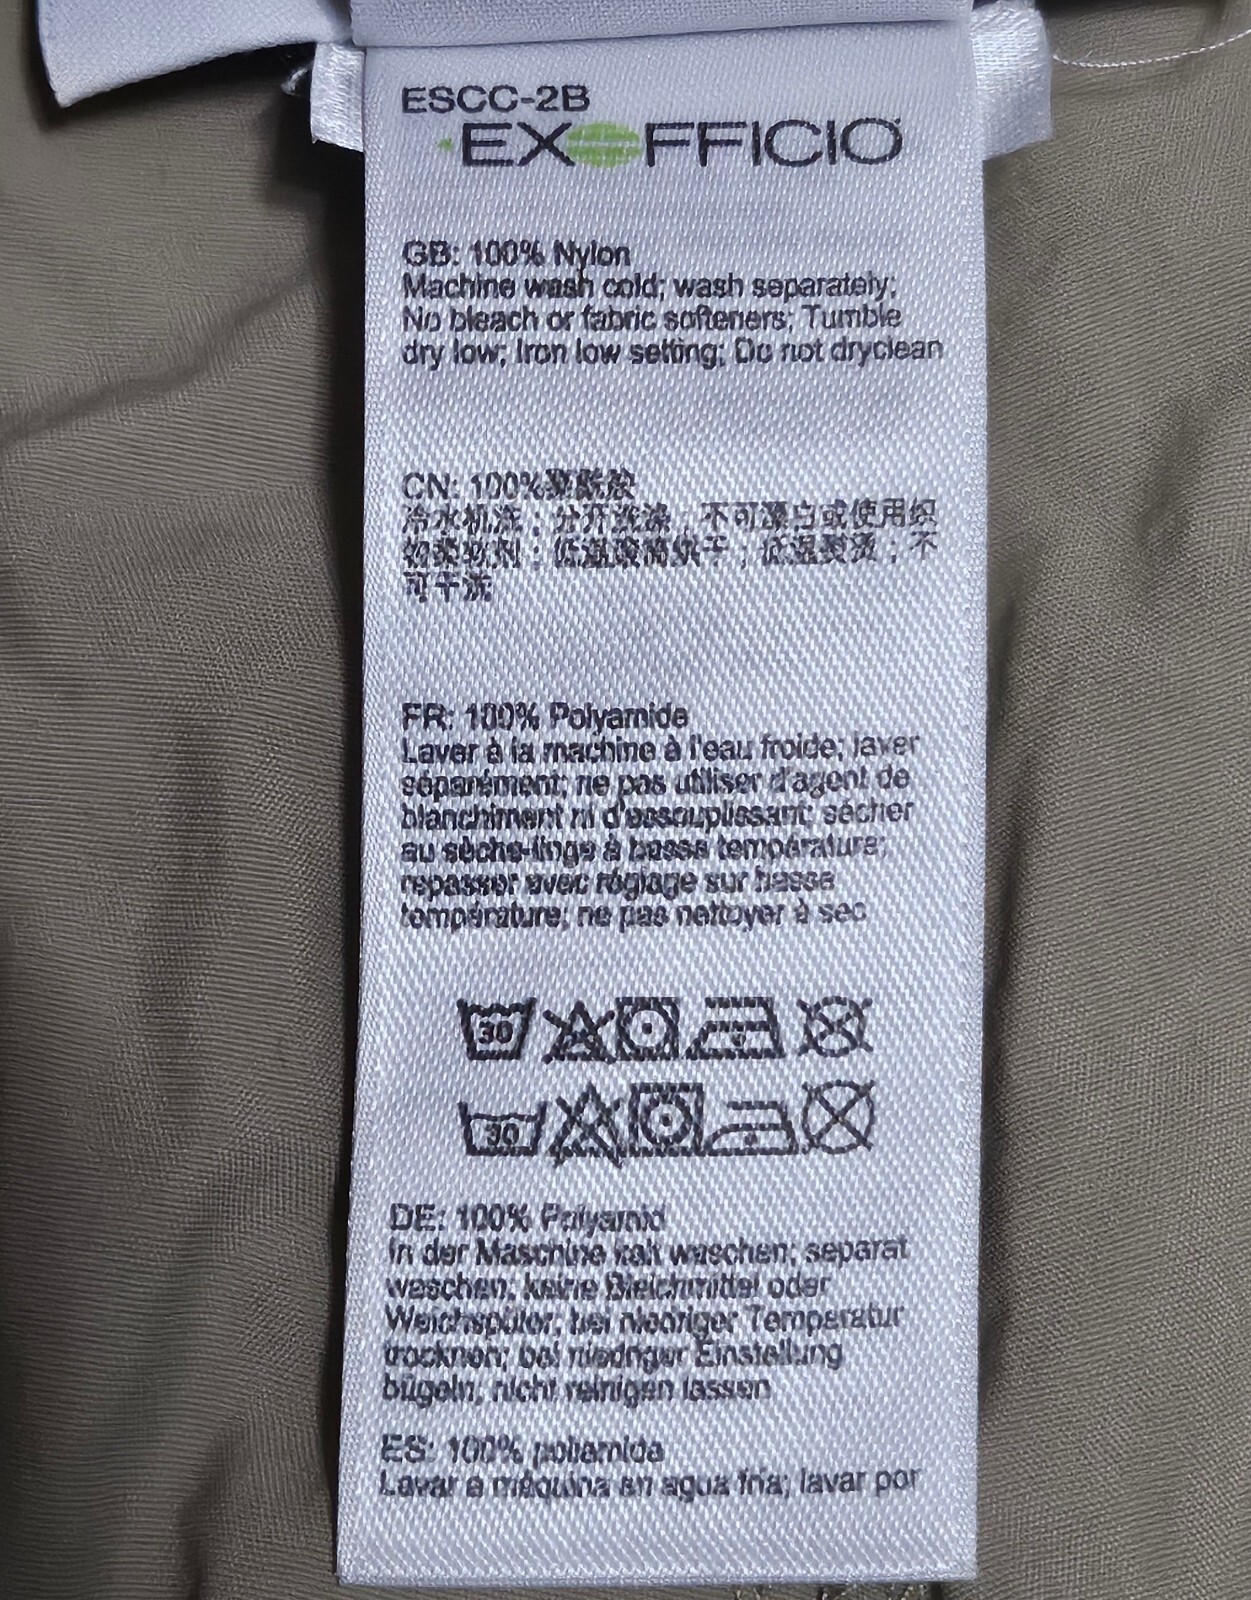 ESCC-2B
EXOFFICIO
GB: 100% Nylon
Machine wash cold; wash separately;
No bleach or fabric softeners; Tumble
dry low; Iron low setting; Do not dryclean
CN: 100%聚酰胺
冷水机洗；分开洗涤；不可漂白或使用织
物柔软剂；低温滚筒烘干；低温熨烫；不
可干洗
FR: 100% Polyamide
Laver à la machine à l'eau froide; laver
séparément; ne pas utiliser d'agent de
blanchiment ni d'assouplissant; sécher
au sèche-linge à basse température;
repasser avec réglage sur basse
température; ne pas nettoyer à sec
30
30
DE: 100% Polyamid
In der Maschine kalt waschen; separat
waschen, keine Bleichmittel oder
Weichspüler; bei niedriger Temperatur
trocknen; bei niedriger Einstellung
bügeln, nicht reinigen lassen
ES: 100% poliamida
Lavar a máquina en agua fría; lavar por